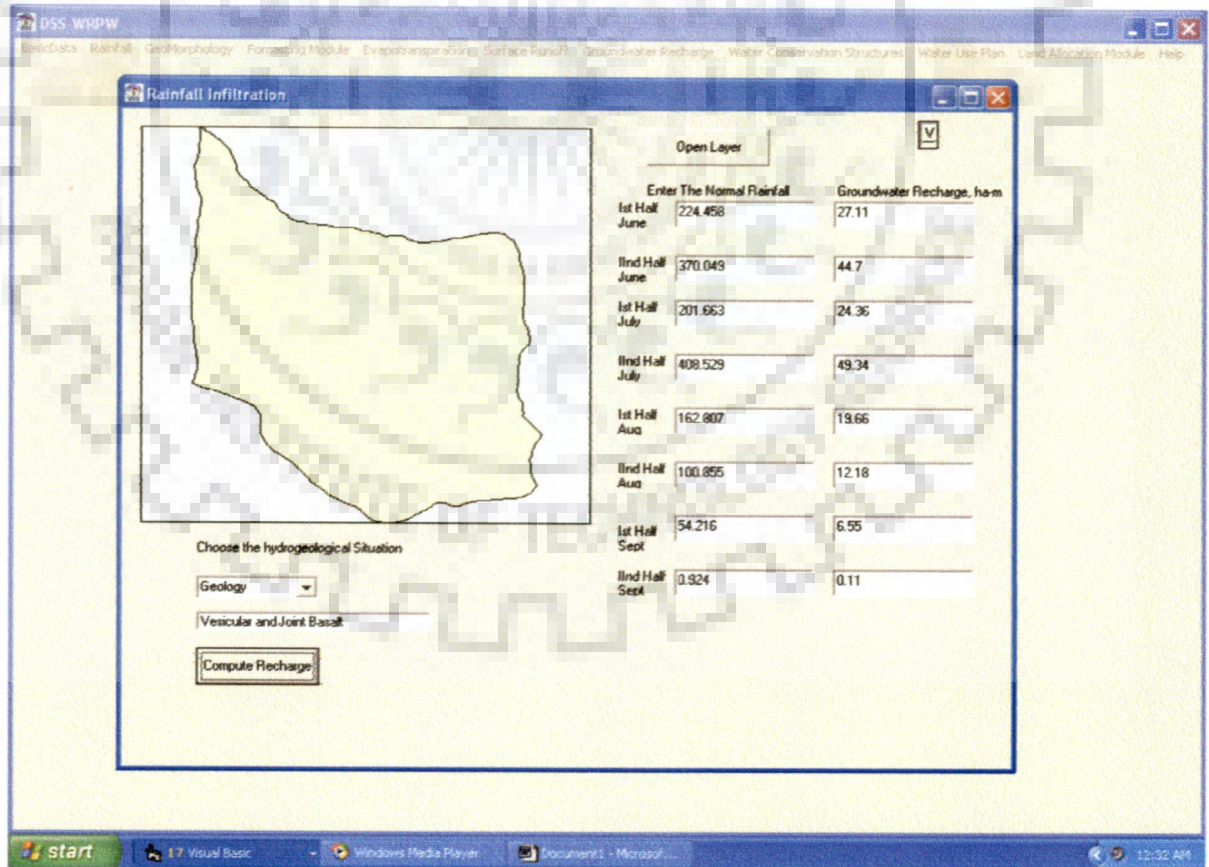 DSS-WRPW
BasicData Rainfall GeoMorphology Forcasting Module Evapotranspiration Surface Runoff Groundwater Recharge Water Conservation Structures Water Use Plan Land Allocation Module Help
Rainfall Infiltration
Open Layer
V
Enter The Normal Rainfall Groundwater Recharge, ha-m
Ist Half June 224.458 27.11
IInd Half June 370.049 44.7
Ist Half July 201.663 24.36
IInd Half July 408.529 49.34
Ist Half Aug 162.807 19.66
IInd Half Aug 100.855 12.18
Ist Half Sept 54.216 6.55
IInd Half Sept 0.924 0.11
Choose the hydrogeological Situation
Geology
Vesicular and Joint Basalt
Compute Recharge
start 17 Visual Basic Windows Media Player Document1 - Microsof... 12:32 AM